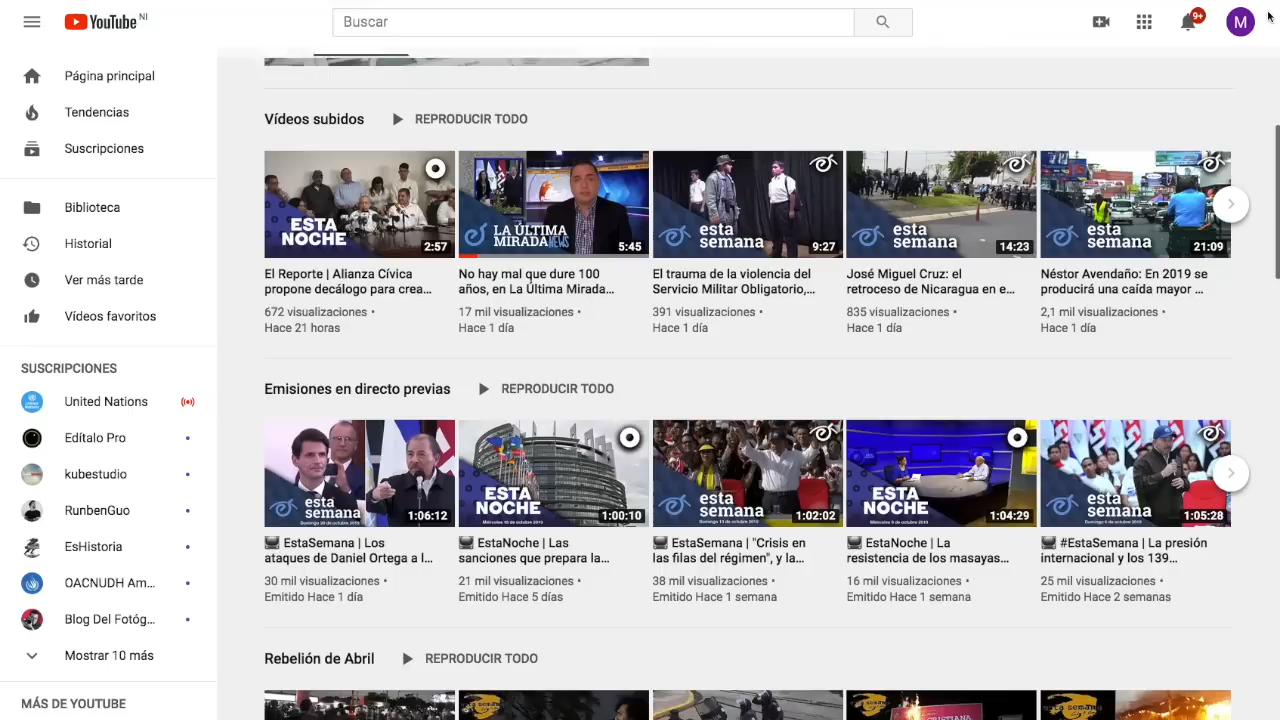 YouTube NI
Buscar
9+
M
Página principal
Tendencias
Suscripciones
Biblioteca
Historial
Ver más tarde
Vídeos favoritos
SUSCRIPCIONES
United Nations
Edítalo Pro
kubestudio
RunbenGuo
EsHistoria
OACNUDH Am...
Blog Del Fotóg...
Mostrar 10 más
MÁS DE YOUTUBE
Vídeos subidos
REPRODUCIR TODO
ESTA
NOCHE
2:57
El Reporte | Alianza Cívica
propone decálogo para crea...
672 visualizaciones •
Hace 21 horas
LA ÚLTIMA
MIRADA NEWS
5:45
No hay mal que dure 100
años, en La Última Mirada...
17 mil visualizaciones •
Hace 1 día
esta
semana
9:27
El trauma de la violencia del
Servicio Militar Obligatorio,...
391 visualizaciones •
Hace 1 día
esta
semana
14:23
José Miguel Cruz: el
retroceso de Nicaragua en e...
835 visualizaciones •
Hace 1 día
esta
semana
21:09
Néstor Avendaño: En 2019 se
producirá una caída mayor ...
2,1 mil visualizaciones •
Hace 1 día
Emisiones en directo previas
REPRODUCIR TODO
esta
semana
1:06:12
EstaSemana | Los
ataques de Daniel Ortega a l...
30 mil visualizaciones •
Emitido Hace 1 día
ESTA
NOCHE
1:00:10
EstaNoche | Las
sanciones que prepara la...
21 mil visualizaciones •
Emitido Hace 5 días
esta
semana
1:02:02
EstaSemana | "Crisis en
las filas del régimen", y la...
38 mil visualizaciones •
Emitido Hace 1 semana
ESTA
NOCHE
1:04:29
EstaNoche | La
resistencia de los masayas...
16 mil visualizaciones •
Emitido Hace 1 semana
esta
semana
1:05:28
#EstaSemana | La presión
internacional y los 139...
25 mil visualizaciones •
Emitido Hace 2 semanas
Rebelión de Abril
REPRODUCIR TODO